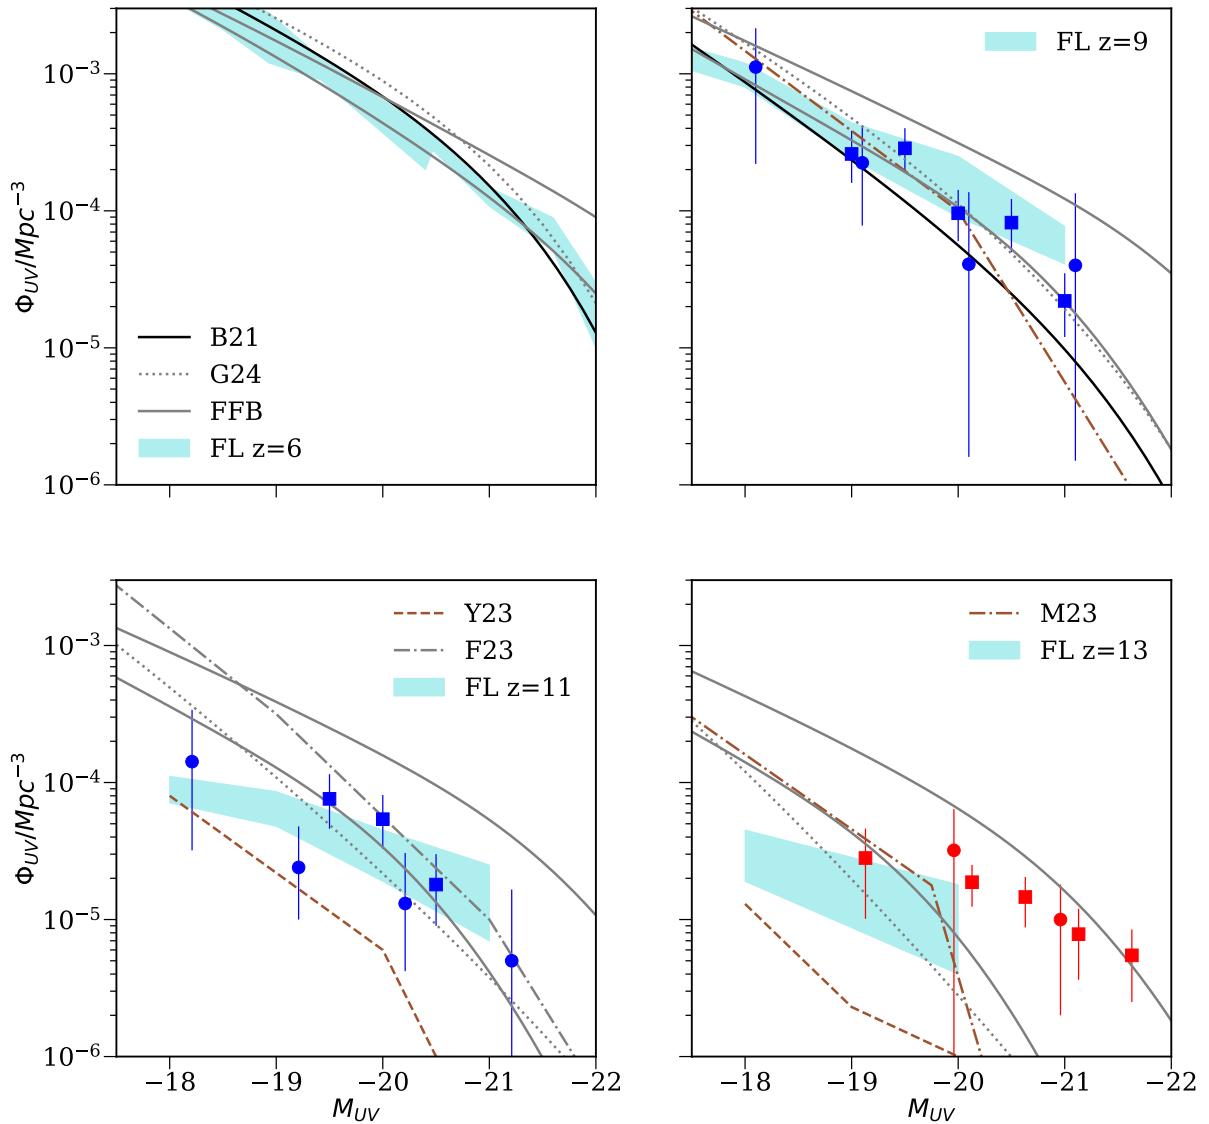 10⁻³
10⁻⁴
10⁻⁵
10⁻⁶
Φ_UV/Mpc⁻³
B21
G24
FFB
FL z=6
FL z=9
10⁻³
10⁻⁴
10⁻⁵
10⁻⁶
Φ_UV/Mpc⁻³
Y23
F23
FL z=11
M23
FL z=13
−18 −19 −20 −21 −22
M_UV
−18 −19 −20 −21 −22
M_UV